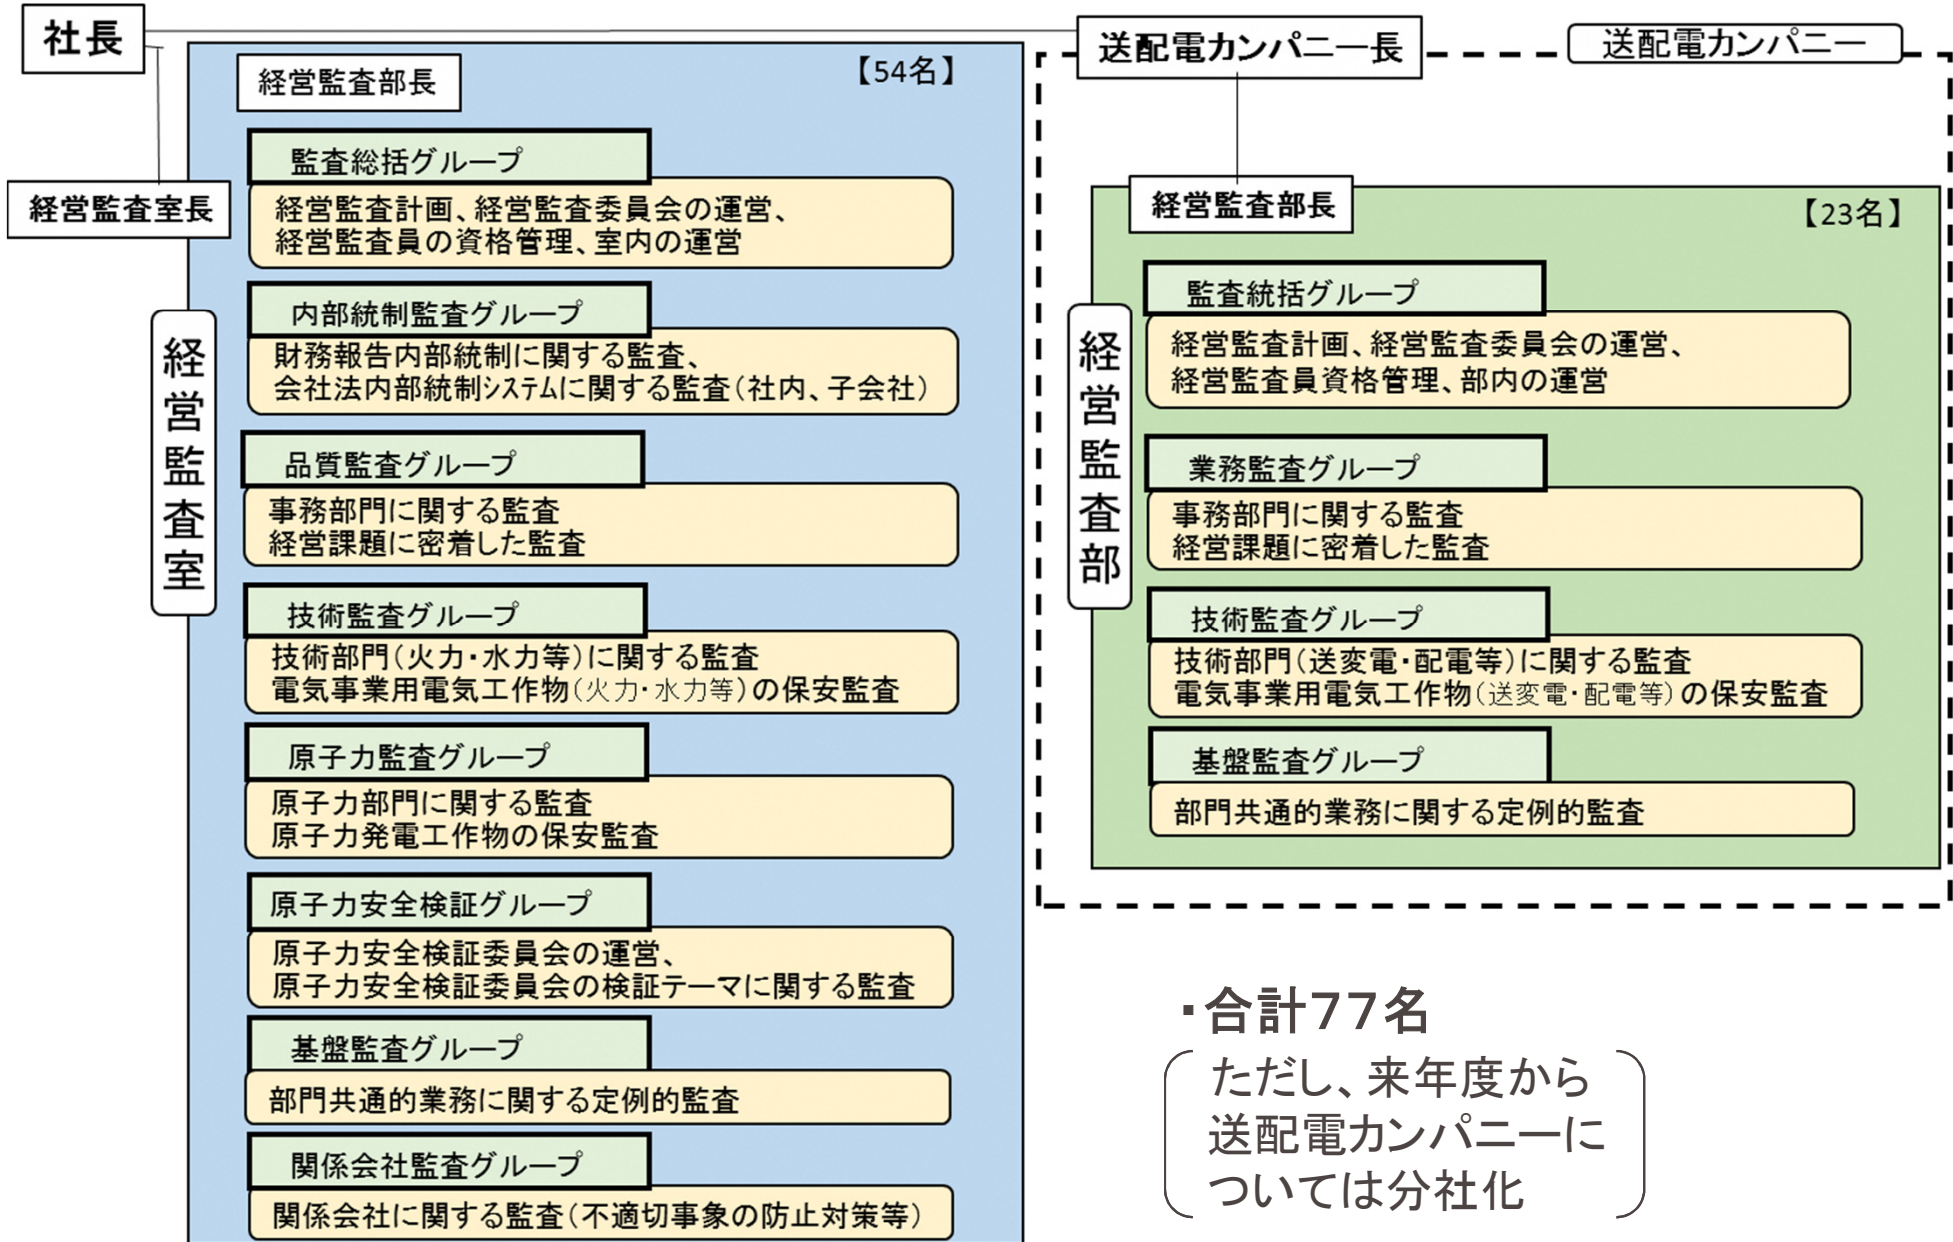 社長
送配電カンパニー長
送配電カンパニー
経営監査部長
【54名】
経営監査室長
経営監査室
監査総括グループ
経営監査計画、経営監査委員会の運営、
経営監査員の資格管理、室内の運営
内部統制監査グループ
財務報告内部統制に関する監査、
会社法内部統制システムに関する監査（社内、子会社）
品質監査グループ
事務部門に関する監査
経営課題に密着した監査
技術監査グループ
技術部門（火力・水力等）に関する監査
電気事業用電気工作物（火力・水力等）の保安監査
原子力監査グループ
原子力部門に関する監査
原子力発電工作物の保安監査
原子力安全検証グループ
原子力安全検証委員会の運営、
原子力安全検証委員会の検証テーマに関する監査
基盤監査グループ
部門共通的業務に関する定例的監査
関係会社監査グループ
関係会社に関する監査（不適切事象の防止対策等）
経営監査部長
【23名】
経営監査部
監査統括グループ
経営監査計画、経営監査委員会の運営、
経営監査員資格管理、部内の運営
業務監査グループ
事務部門に関する監査
経営課題に密着した監査
技術監査グループ
技術部門（送変電・配電等）に関する監査
電気事業用電気工作物（送変電・配電等）の保安監査
基盤監査グループ
部門共通的業務に関する定例的監査
・合計７７名
ただし、来年度から
送配電カンパニーに
ついては分社化